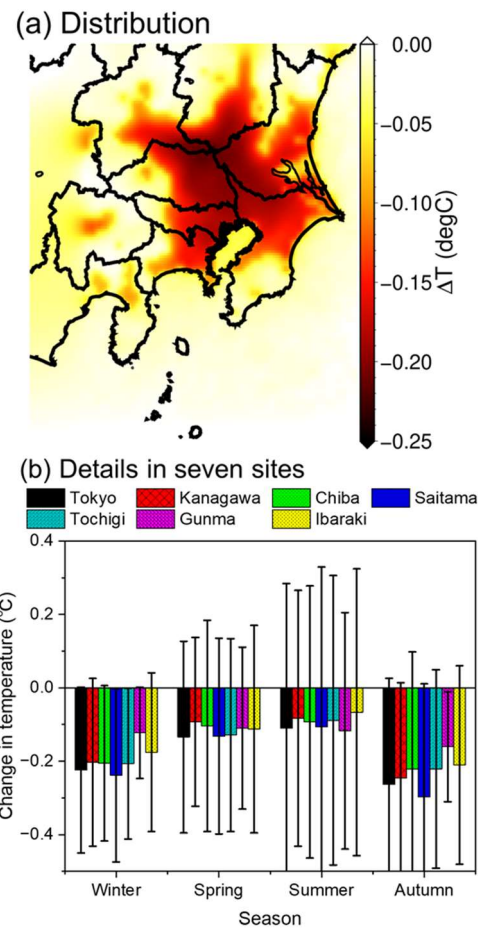 (a) Distribution
0.00
−0.05
−0.10
−0.15
−0.20
−0.25
ΔT (degC)
(b) Details in seven sites
Tokyo Kanagawa Chiba Saitama
Tochigi Gunma Ibaraki
0.4
0.2
0.0
−0.2
−0.4
Change in temperature (℃)
Winter Spring Summer Autumn
Season